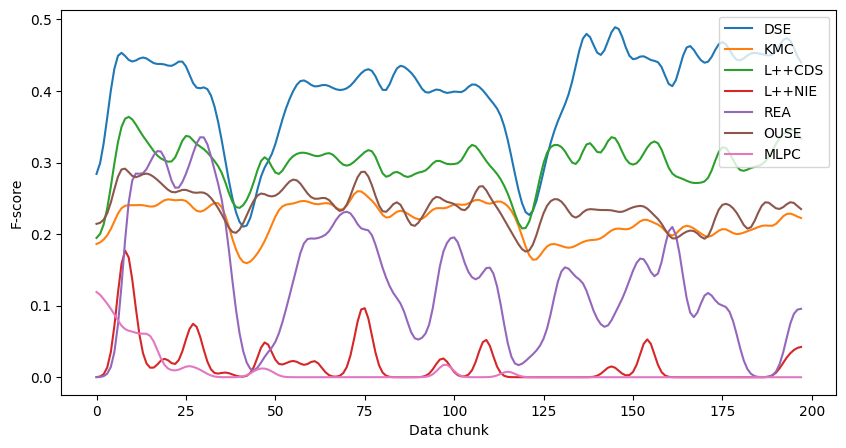 0.5
0.4
0.3
0.2
0.1
0.0
F-score
0
25
50
75
100
125
150
175
200
Data chunk
DSE
KMC
L++CDS
L++NIE
REA
OUSE
MLPC